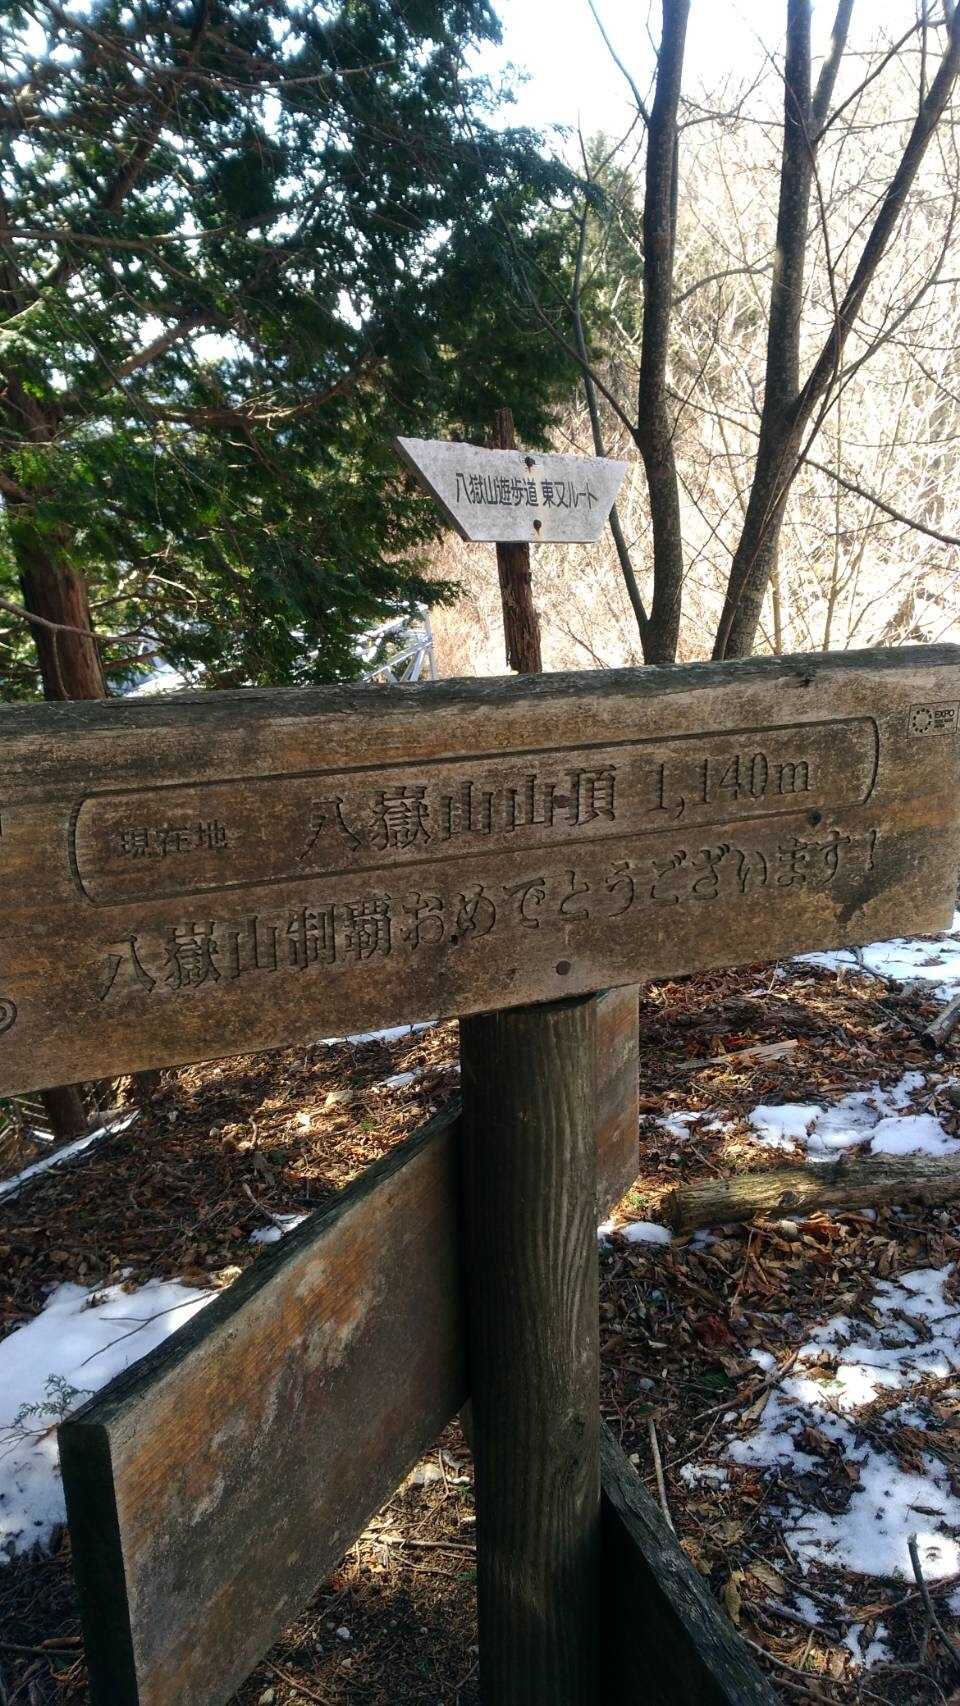 八嶽山遊歩道 東又ルート
EXPO
現在地 八嶽山山頂 1,140m
八嶽山制覇おめでとうございます!